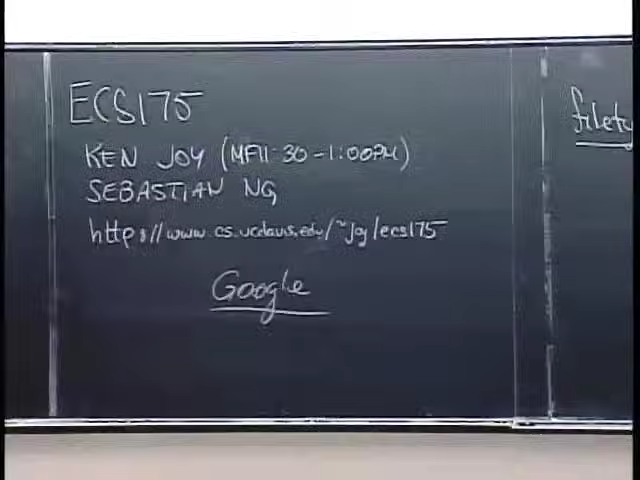 ECS175
KEN JOY (MF11-30-1:00PM)
SEBASTIAN NG
http://www.cs.ucdavis.edu/~joy/ecs175
Google
filety